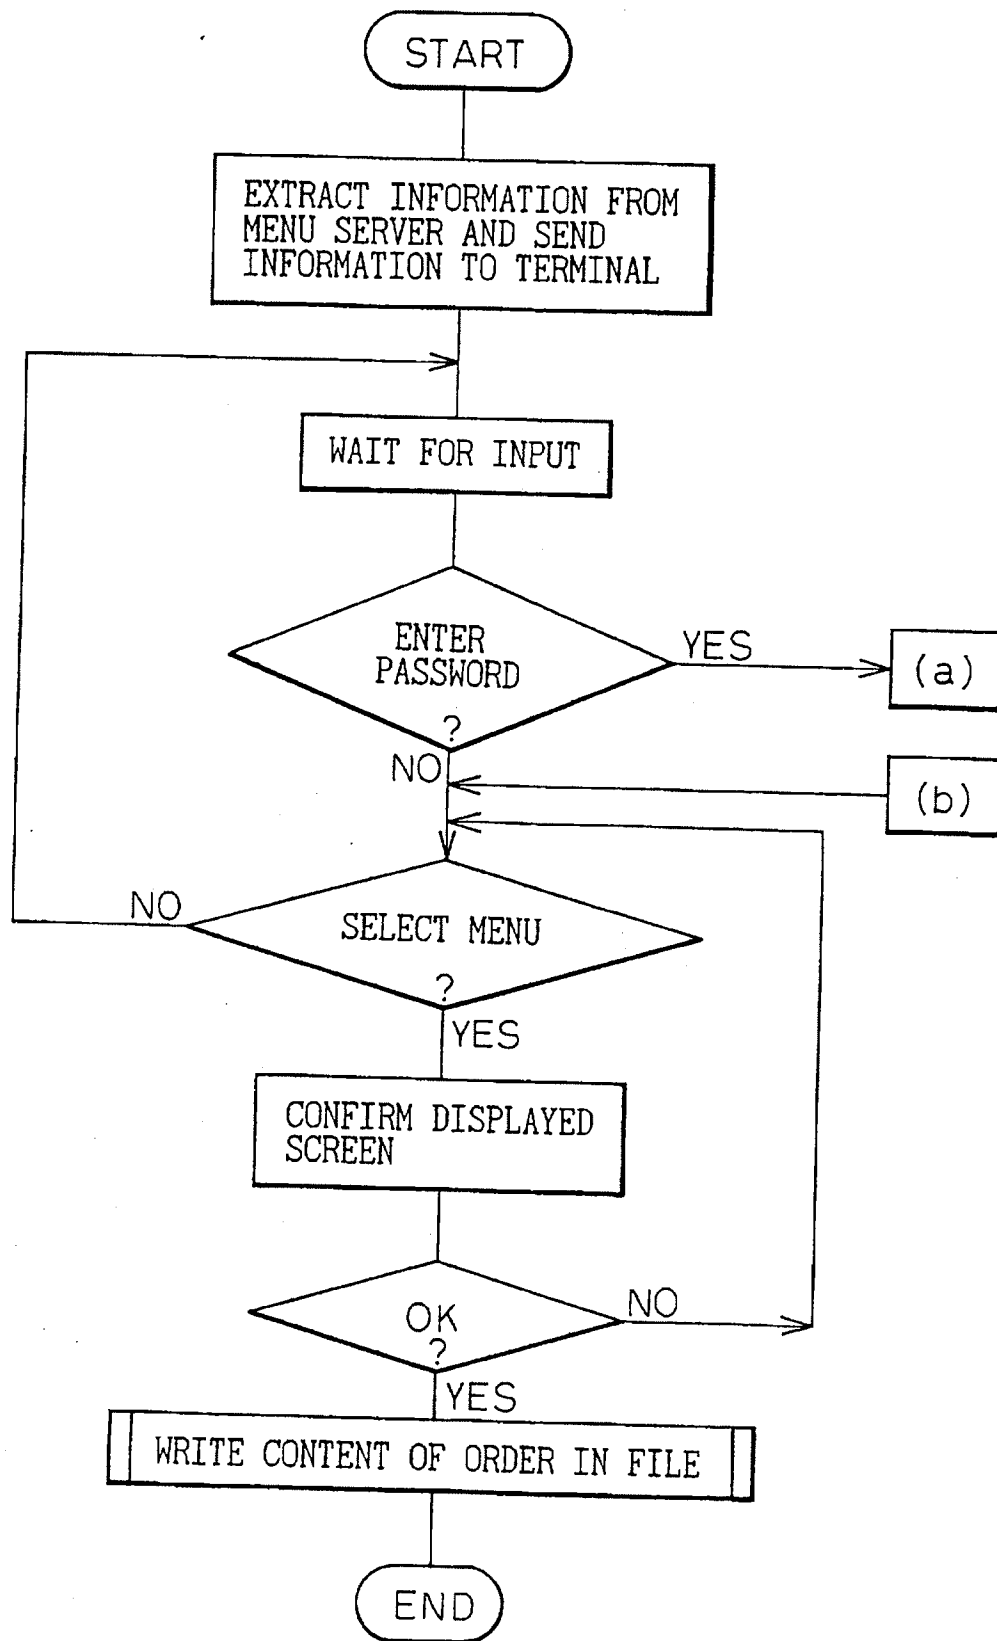 START
EXTRACT INFORMATION FROM
MENU SERVER AND SEND
INFORMATION TO TERMINAL
WAIT FOR INPUT
ENTER
PASSWORD
?
YES
(a)
NO
(b)
NO
SELECT MENU
?
YES
CONFIRM DISPLAYED
SCREEN
OK
?
NO
YES
WRITE CONTENT OF ORDER IN FILE
END